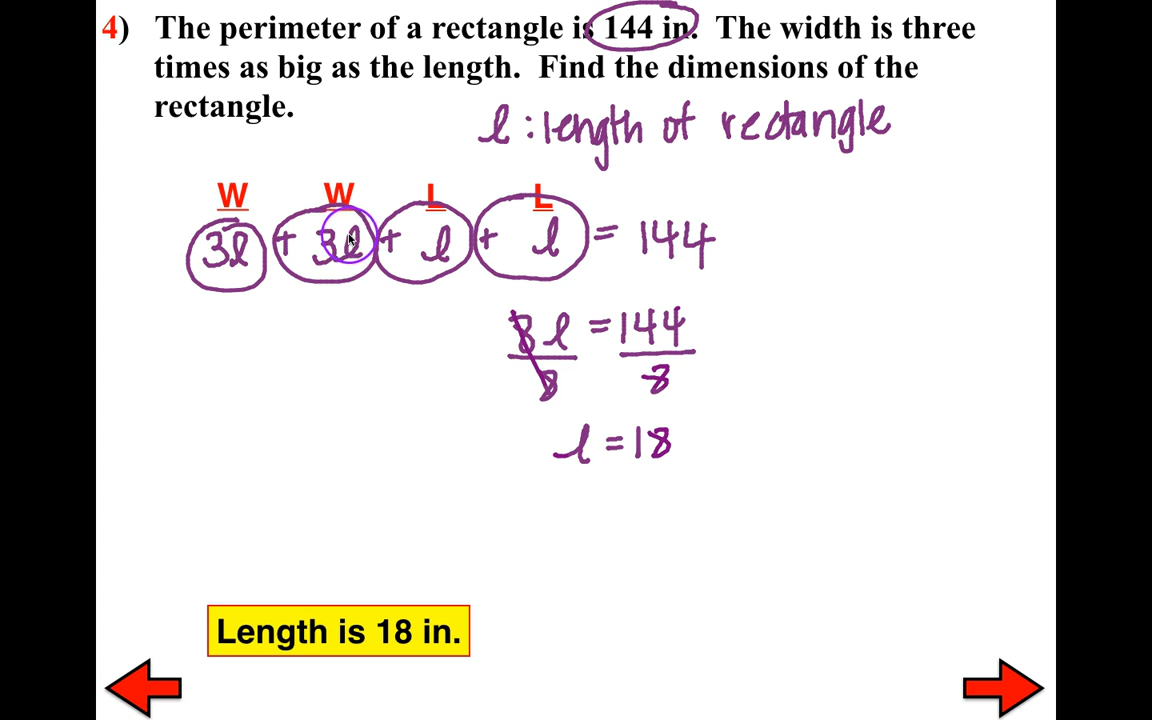 4) The perimeter of a rectangle is 144 in. The width is three
times as big as the length. Find the dimensions of the
rectangle.
l : length of rectangle
W W L L
3l + 3l + l + l = 144
8l = 144
8 8
l = 18
Length is 18 in.